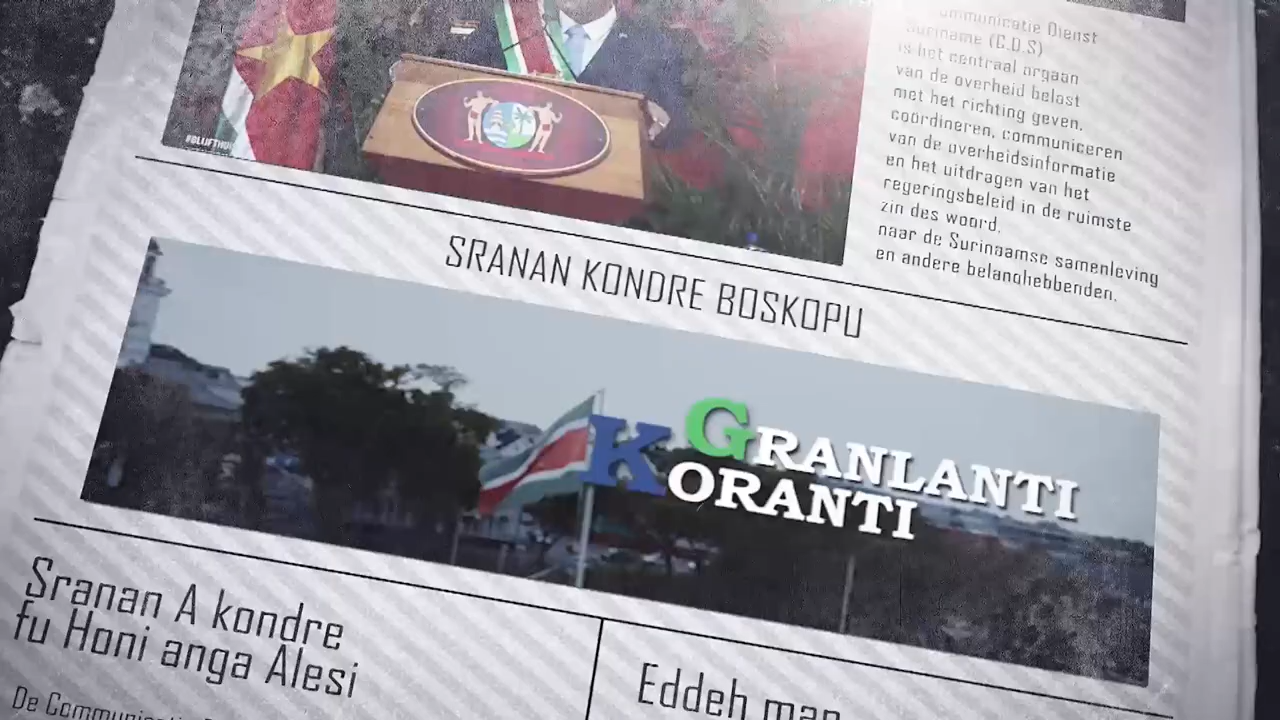 Dienst
Suriname (C.D.S)
is het centraal orgaan
van de overheid belast
met het richting geven,
coördineren, communiceren
van de overheidsinformatie
en het uitdragen van het
regeringsbeleid in de ruimste
zin des woord,
naar de Surinaamse samenleving
en andere belanghebbenden.
SRANAN KONDRE BOSKOPU
GRANLANTI
KORANTI
Sranan A kondre
fu Honi anga Alesi
De
Eddeh man